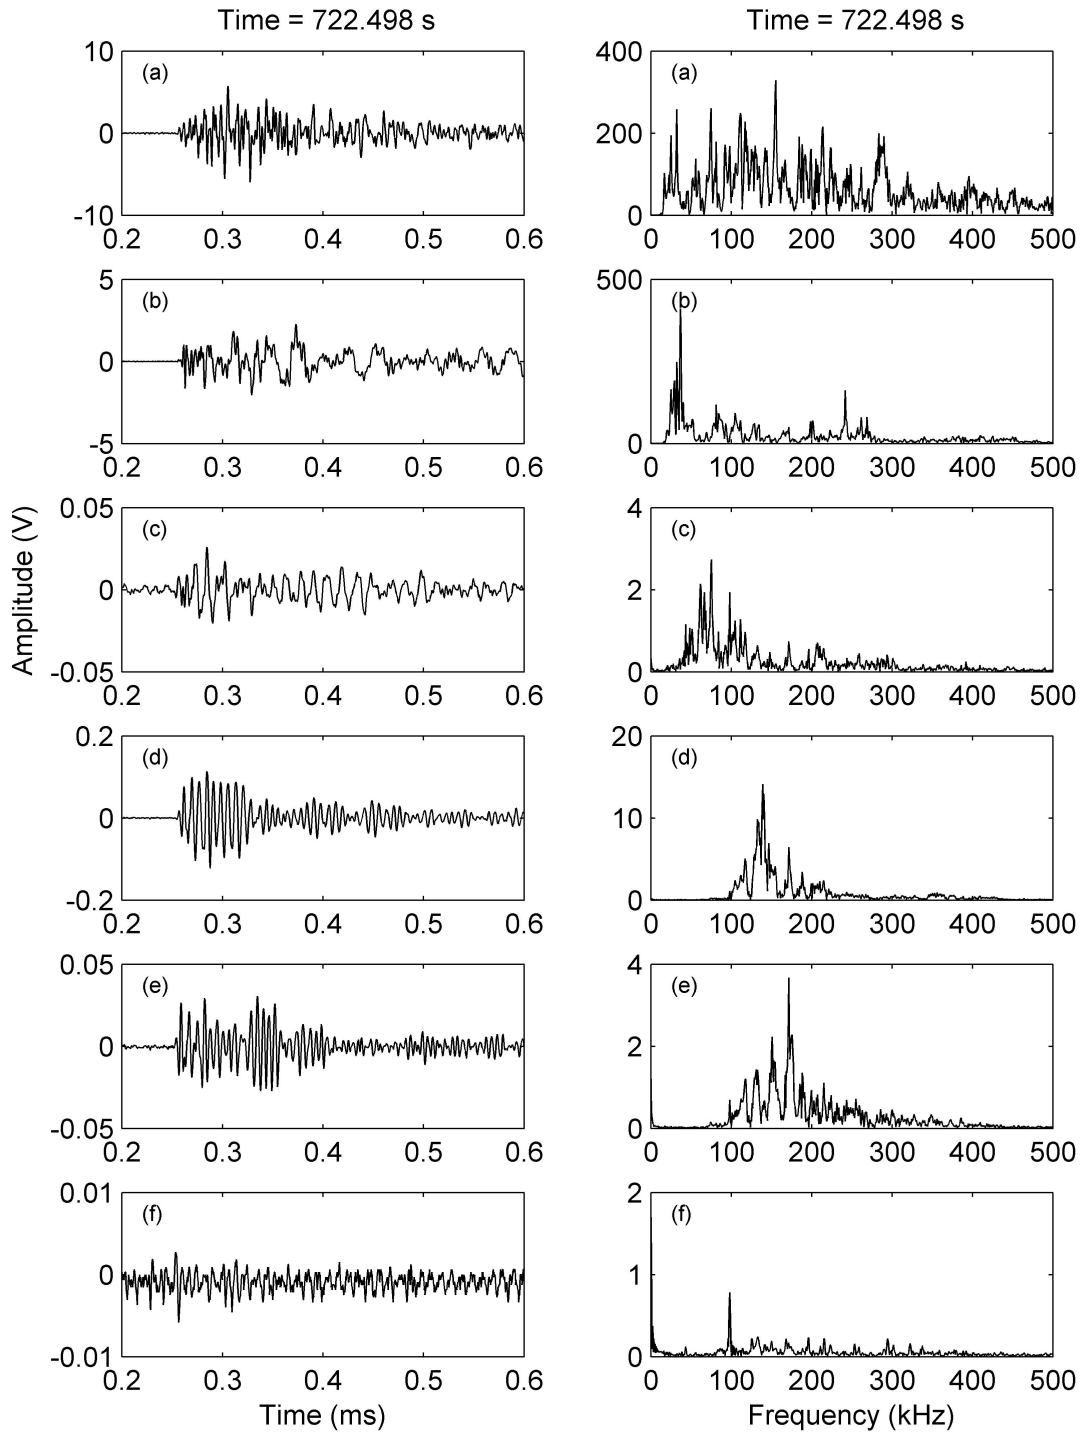 Time = 722.498 s
Time = 722.498 s
10
0
-10
(a)
0.2 0.3 0.4 0.5 0.6
400
200
0
(a)
0 100 200 300 400 500
5
0
-5
(b)
0.2 0.3 0.4 0.5 0.6
500
0
(b)
0 100 200 300 400 500
Amplitude (V)
0.05
0
-0.05
(c)
0.2 0.3 0.4 0.5 0.6
4
2
0
(c)
0 100 200 300 400 500
0.2
0
-0.2
(d)
0.2 0.3 0.4 0.5 0.6
20
10
0
(d)
0 100 200 300 400 500
0.05
0
-0.05
(e)
0.2 0.3 0.4 0.5 0.6
4
2
0
(e)
0 100 200 300 400 500
0.01
0
-0.01
(f)
0.2 0.3 0.4 0.5 0.6
Time (ms)
2
1
0
(f)
0 100 200 300 400 500
Frequency (kHz)